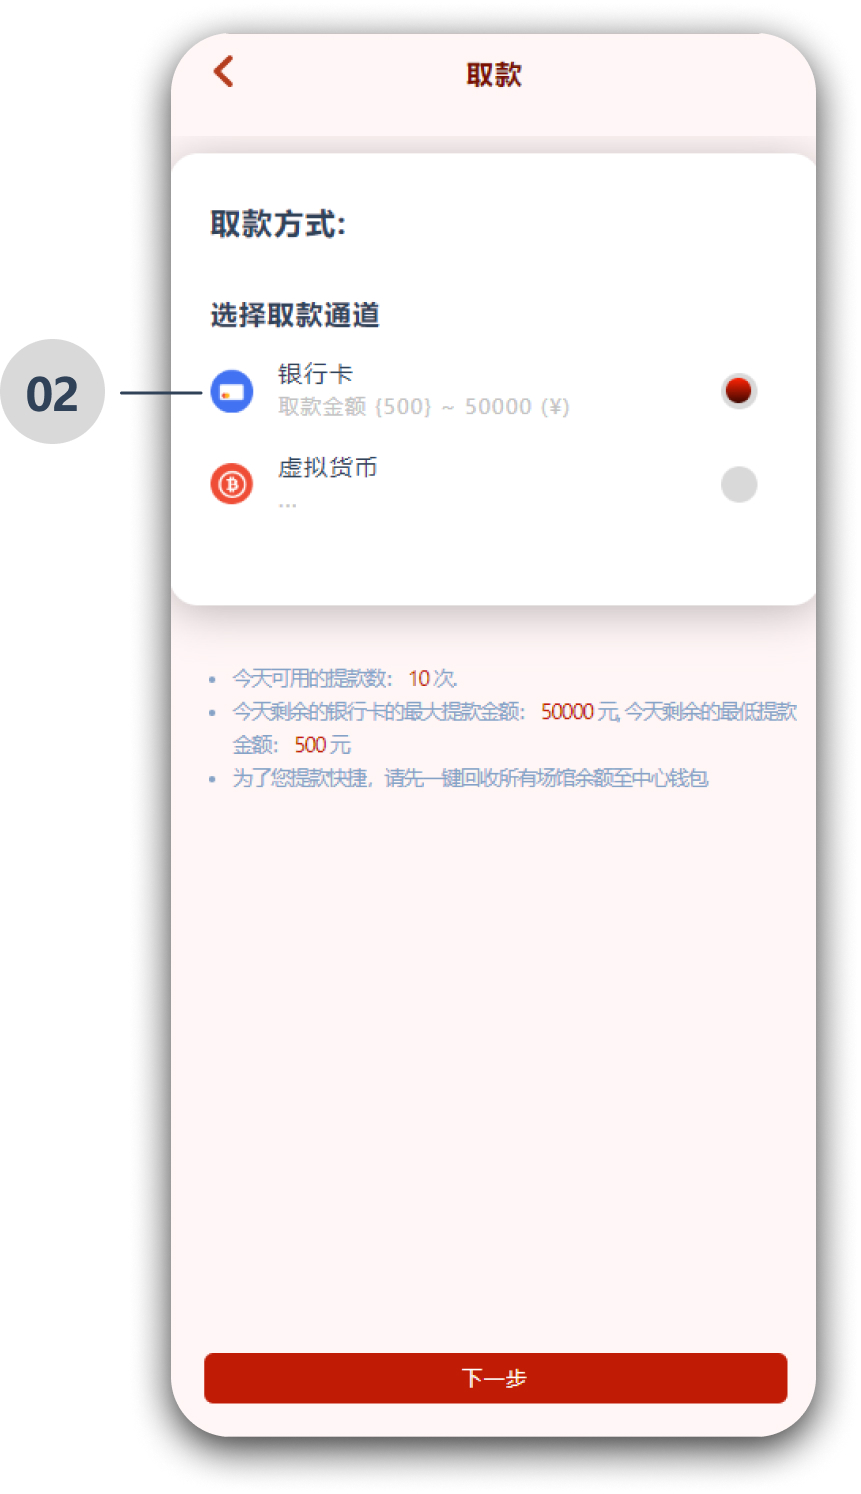 取款
取款方式:
选择取款通道
02
银行卡
取款金额 {500} ~ 50000 (¥)
虚拟货币
...
今天可用的提款数： 10 次.
今天剩余的银行卡的最大提款金额： 50000 元, 今天剩余的最低提款
金额： 500 元
为了您提款快捷，请先一键回收所有场馆余额至中心钱包
下一步